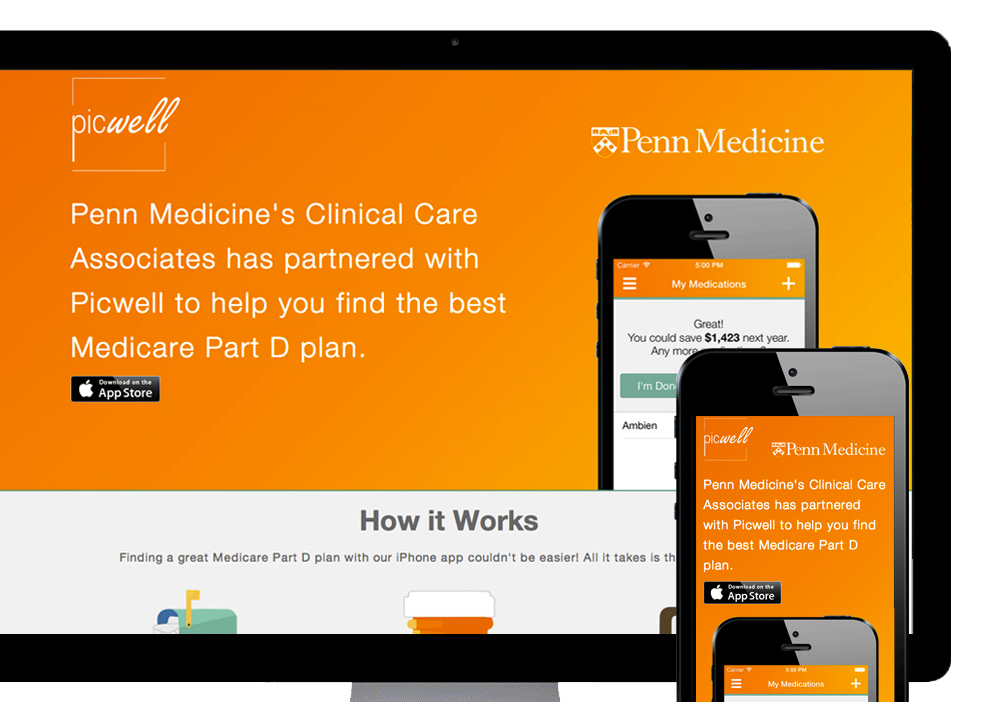 picwell
Penn Medicine
Penn Medicine's Clinical Care
Associates has partnered with
Picwell to help you find the best
Medicare Part D plan.
Download on the
App Store
Carrier 5:00 PM
My Medications
Great!
You could save $1,423 next year.
Any more
I'm Don
Ambien
How it Works
Finding a great Medicare Part D plan with our iPhone app couldn't be easier! All it takes is th
picwell
Penn Medicine
Penn Medicine's Clinical Care
Associates has partnered
with Picwell to help you find
the best Medicare Part D
plan.
Download on the
App Store
Carrier 5:00 PM
My Medications